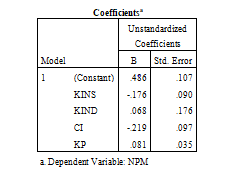 Coefficientsa
Unstandardized Coefficients
Model B Std. Error
1 (Constant) .486 .107
KINS -.176 .090
KIND .068 .176
CI -.219 .097
KP .081 .035
a. Dependent Variable: NPM